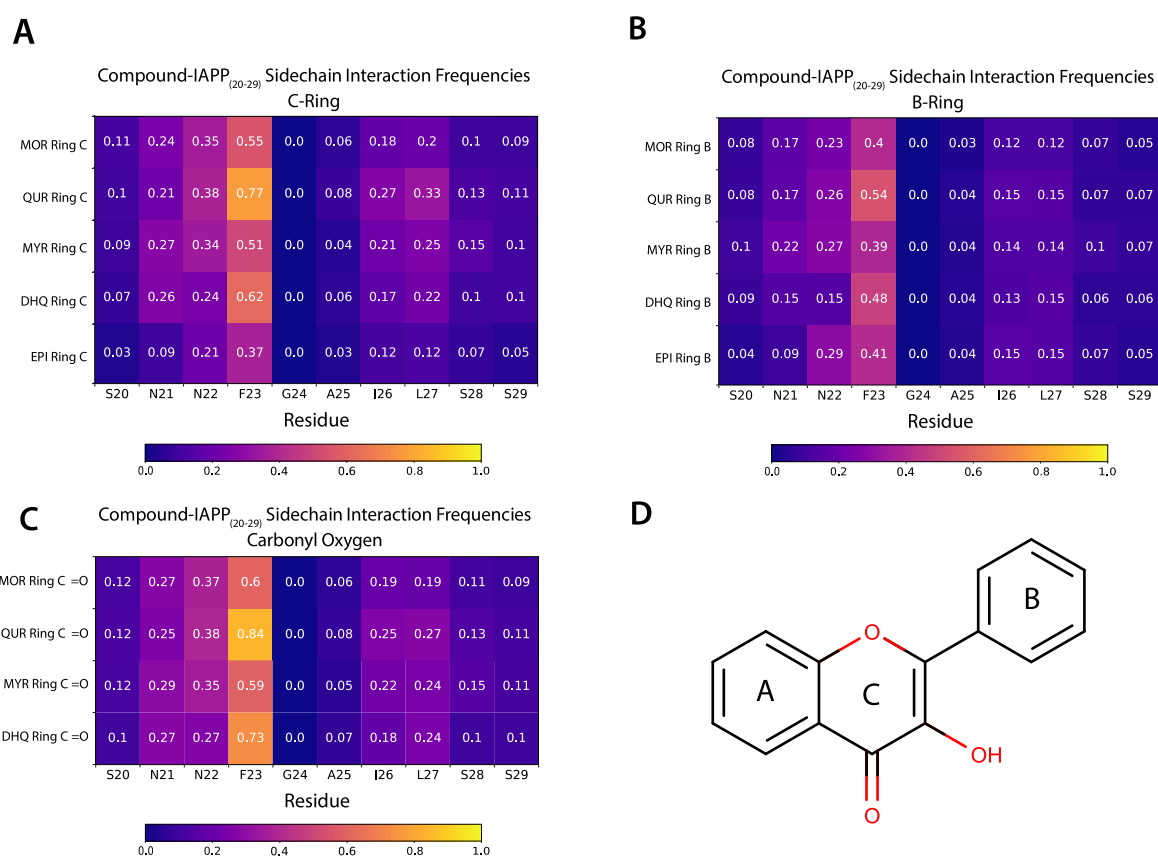 A
Compound-IAPP(20-29) Sidechain Interaction Frequencies
C-Ring
MOR Ring C 0.11 0.24 0.35 0.55 0.0 0.06 0.18 0.2 0.1 0.09
QUR Ring C 0.1 0.21 0.38 0.77 0.0 0.08 0.27 0.33 0.13 0.11
MYR Ring C 0.09 0.27 0.34 0.51 0.0 0.04 0.21 0.25 0.15 0.1
DHQ Ring C 0.07 0.26 0.24 0.62 0.0 0.06 0.17 0.22 0.1 0.1
EPI Ring C 0.03 0.09 0.21 0.37 0.0 0.03 0.12 0.12 0.07 0.05
S20 N21 N22 F23 G24 A25 I26 L27 S28 S29
Residue
0.0 0.2 0.4 0.6 0.8 1.0
B
Compound-IAPP(20-29) Sidechain Interaction Frequencies
B-Ring
MOR Ring B 0.08 0.17 0.23 0.4 0.0 0.03 0.12 0.12 0.07 0.05
QUR Ring B 0.08 0.17 0.26 0.54 0.0 0.04 0.15 0.15 0.07 0.07
MYR Ring B 0.1 0.22 0.27 0.39 0.0 0.04 0.14 0.14 0.1 0.07
DHQ Ring B 0.09 0.15 0.15 0.48 0.0 0.04 0.13 0.15 0.06 0.06
EPI Ring B 0.04 0.09 0.29 0.41 0.0 0.04 0.15 0.15 0.07 0.05
S20 N21 N22 F23 G24 A25 I26 L27 S28 S29
Residue
0.0 0.2 0.4 0.6 0.8 1.0
C
Compound-IAPP(20-29) Sidechain Interaction Frequencies
Carbonyl Oxygen
MOR Ring C =O 0.12 0.27 0.37 0.6 0.0 0.06 0.19 0.19 0.11 0.09
QUR Ring C =O 0.12 0.25 0.38 0.84 0.0 0.08 0.25 0.27 0.13 0.11
MYR Ring C =O 0.12 0.29 0.35 0.59 0.0 0.05 0.22 0.24 0.15 0.11
DHQ Ring C =O 0.1 0.27 0.27 0.73 0.0 0.07 0.18 0.24 0.1 0.1
S20 N21 N22 F23 G24 A25 I26 L27 S28 S29
Residue
0.0 0.2 0.4 0.6 0.8 1.0
D
B
O
A
C
OH
O